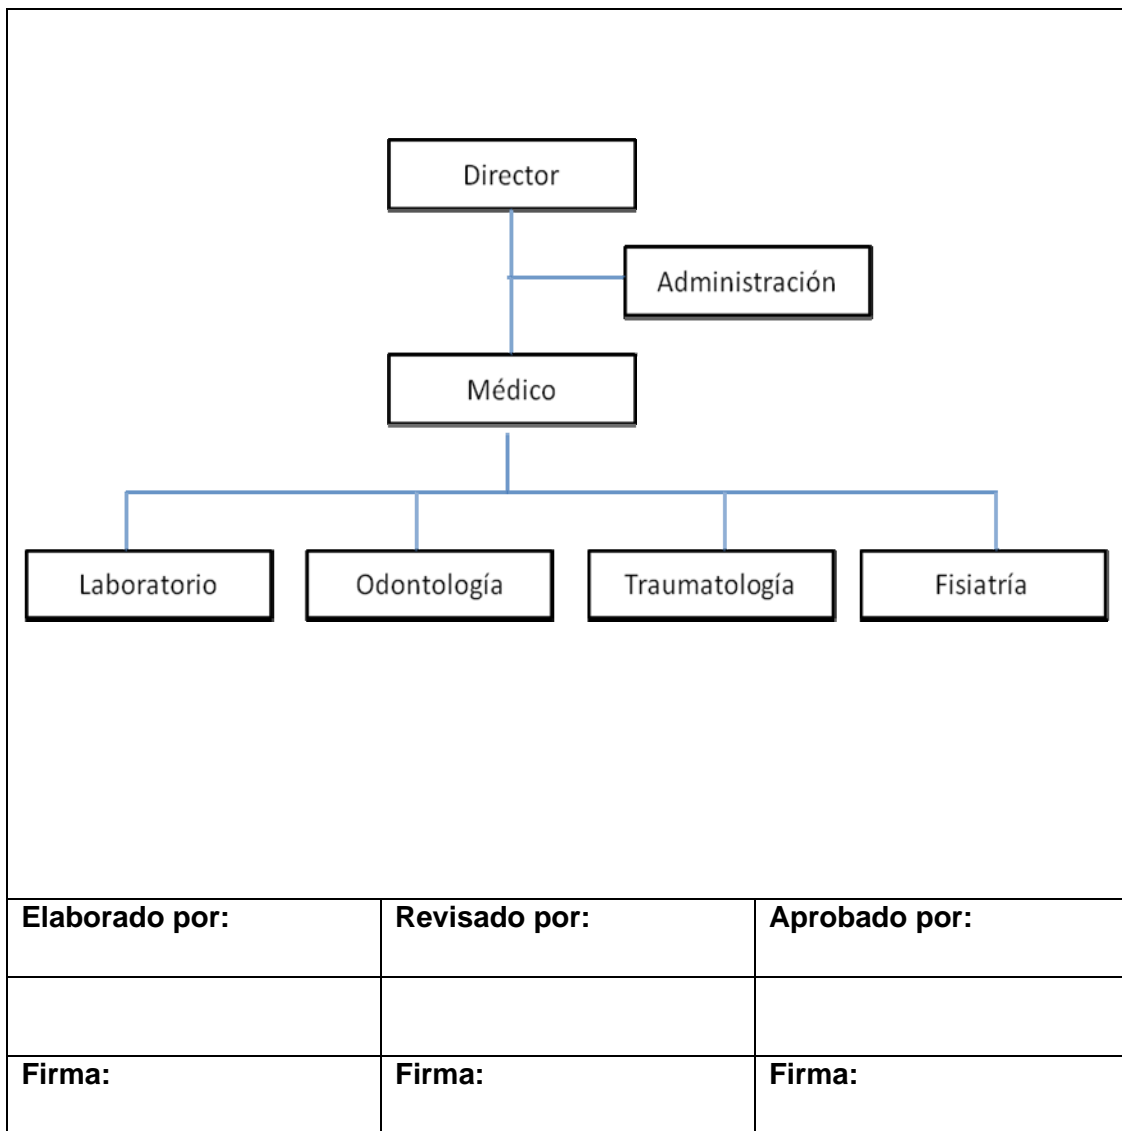 Director
Administración
Médico
Laboratorio Odontología Traumatología Fisiatría
Elaborado por: Revisado por: Aprobado por:
Firma: Firma: Firma: